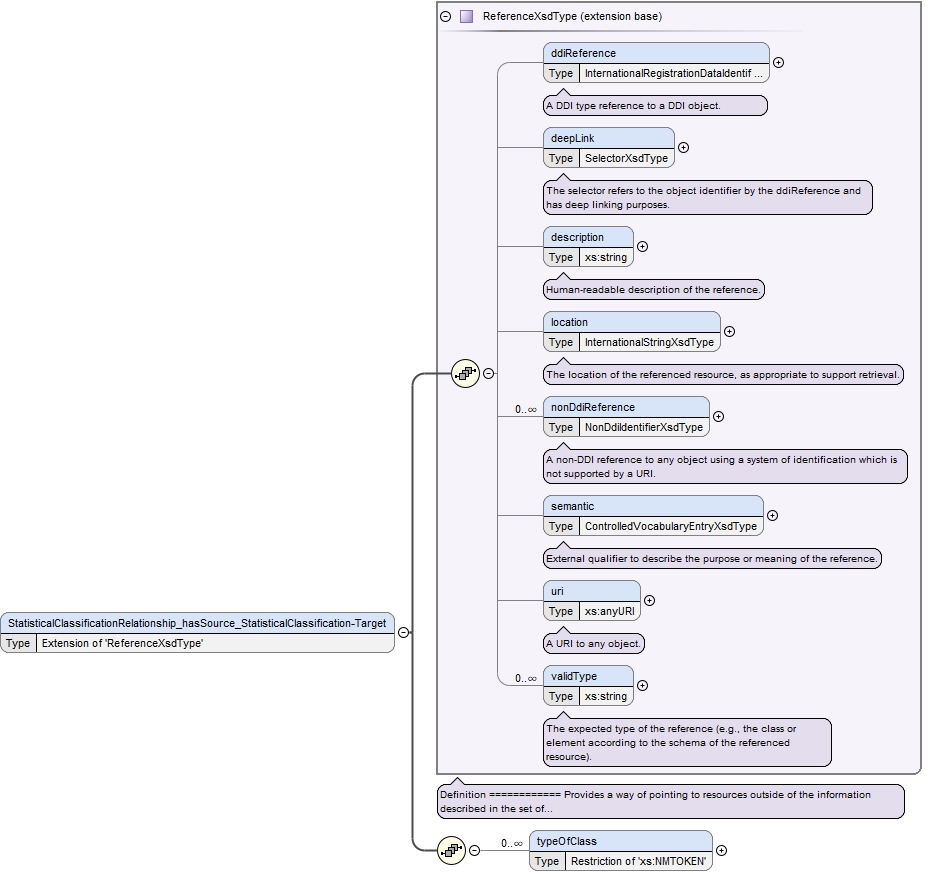 ReferenceXsdType (extension base)
ddiReference
Type InternationalRegistrationDataIdentif ...
A DDI type reference to a DDI object.
deepLink
Type SelectorXsdType
The selector refers to the object identifier by the ddiReference and
has deep linking purposes.
description
Type xs:string
Human-readable description of the reference.
location
Type InternationalStringXsdType
The location of the referenced resource, as appropriate to support retrieval.
0..∞ nonDdiReference
Type NonDdiIdentifierXsdType
A non-DDI reference to any object using a system of identification which is
not supported by a URI.
semantic
Type ControlledVocabularyEntryXsdType
External qualifier to describe the purpose or meaning of the reference.
uri
Type xs:anyURI
A URI to any object.
StatisticalClassificationRelationship_hasSource_StatisticalClassification-Target
Type Extension of 'ReferenceXsdType'
0..∞ validType
Type xs:string
The expected type of the reference (e.g., the class or
element according to the schema of the referenced
resource).
Definition ============ Provides a way of pointing to resources outside of the information
described in the set of...
0..∞ typeOfClass
Type Restriction of 'xs:NMTOKEN'